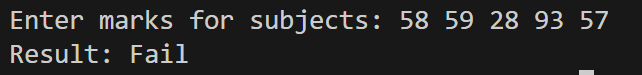 Enter marks for subjects: 58 59 28 93 57
Result: Fail